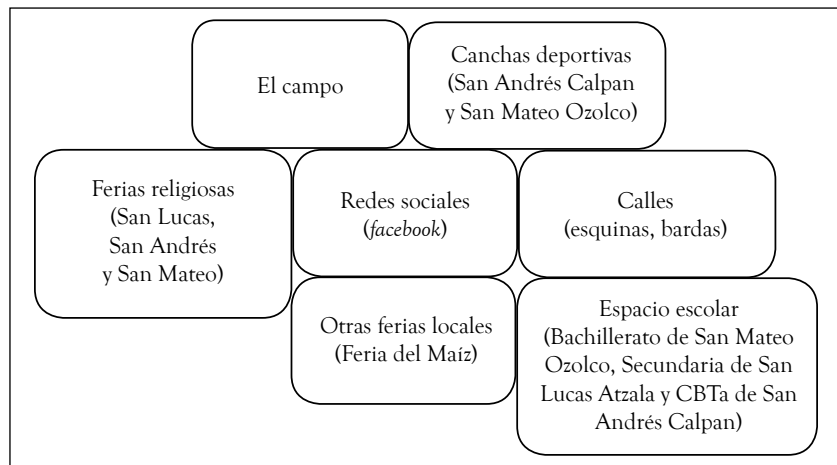 El campo
Canchas deportivas
(San Andrés Calpan
y San Mateo Ozolco)
Ferias religiosas
(San Lucas,
San Andrés
y San Mateo)
Redes sociales
(facebook)
Calles
(esquinas, bardas)
Otras ferias locales
(Feria del Maíz)
Espacio escolar
(Bachillerato de San Mateo
Ozolco, Secundaria de San
Lucas Atzala y CBTa de San
Andrés Calpan)